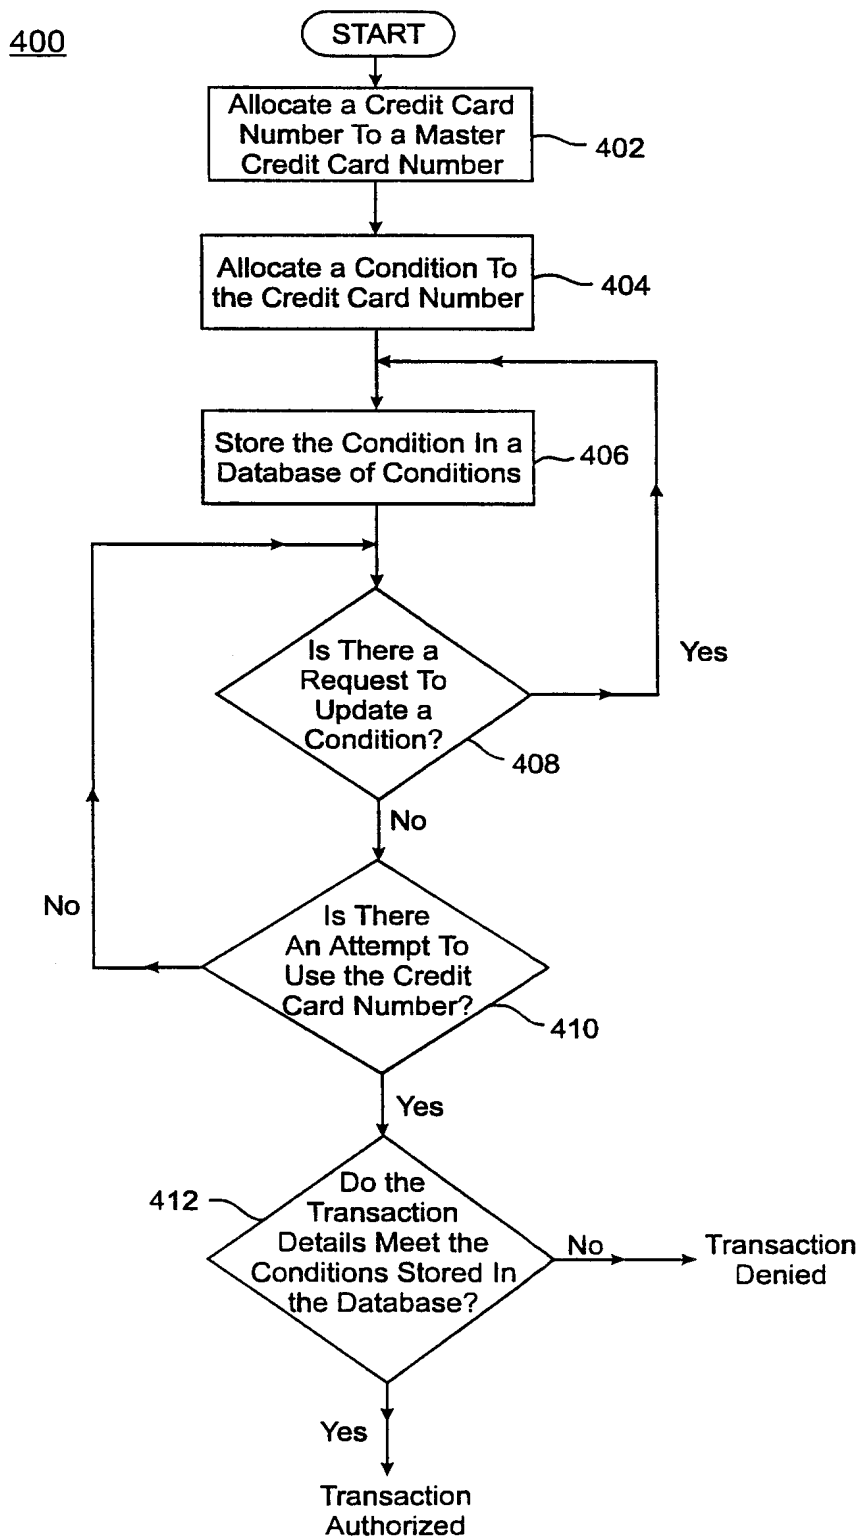 400
START
Allocate a Credit Card
Number To a Master
Credit Card Number
402
Allocate a Condition To
the Credit Card Number
404
Store the Condition In a
Database of Conditions
406
Is There a
Request To
Update a
Condition?
408
Yes
No
Is There
An Attempt To
Use the Credit
Card Number?
410
No
Yes
412
Do the
Transaction
Details Meet the
Conditions Stored In
the Database?
No
Transaction
Denied
Yes
Transaction
Authorized